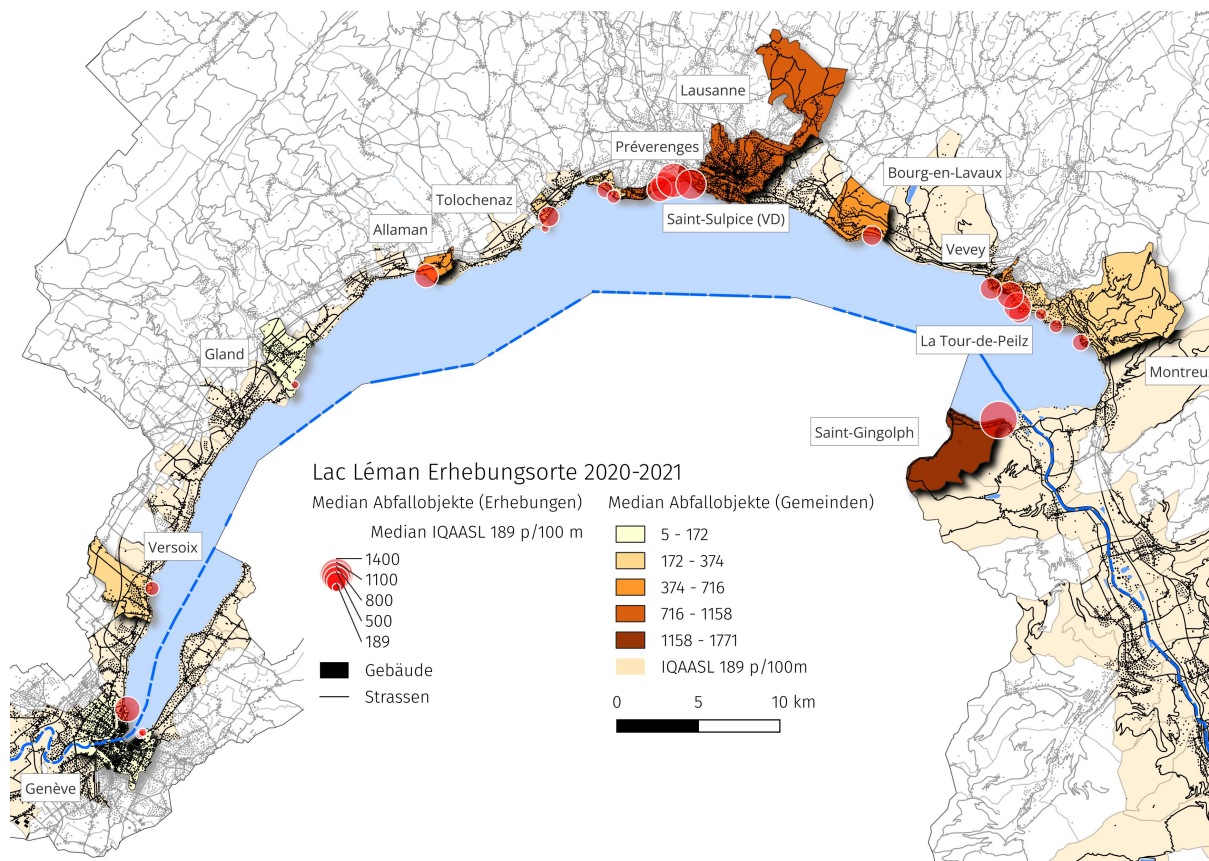 Lausanne
Préverenges
Bourg-en-Lavaux
Tolochenaz
Saint-Sulpice (VD)
Allaman
Vevey
La Tour-de-Peilz
Gland
Montreux
Saint-Gingolph
Lac Léman Erhebungsorte 2020-2021
Median Abfallobjekte (Erhebungen)
Median IQAASL 189 p/100 m
1400
1100
800
500
189
Gebäude
Strassen
Median Abfallobjekte (Gemeinden)
5 - 172
172 - 374
374 - 716
716 - 1158
1158 - 1771
IQAASL 189 p/100m
0 5 10 km
Versoix
Genève